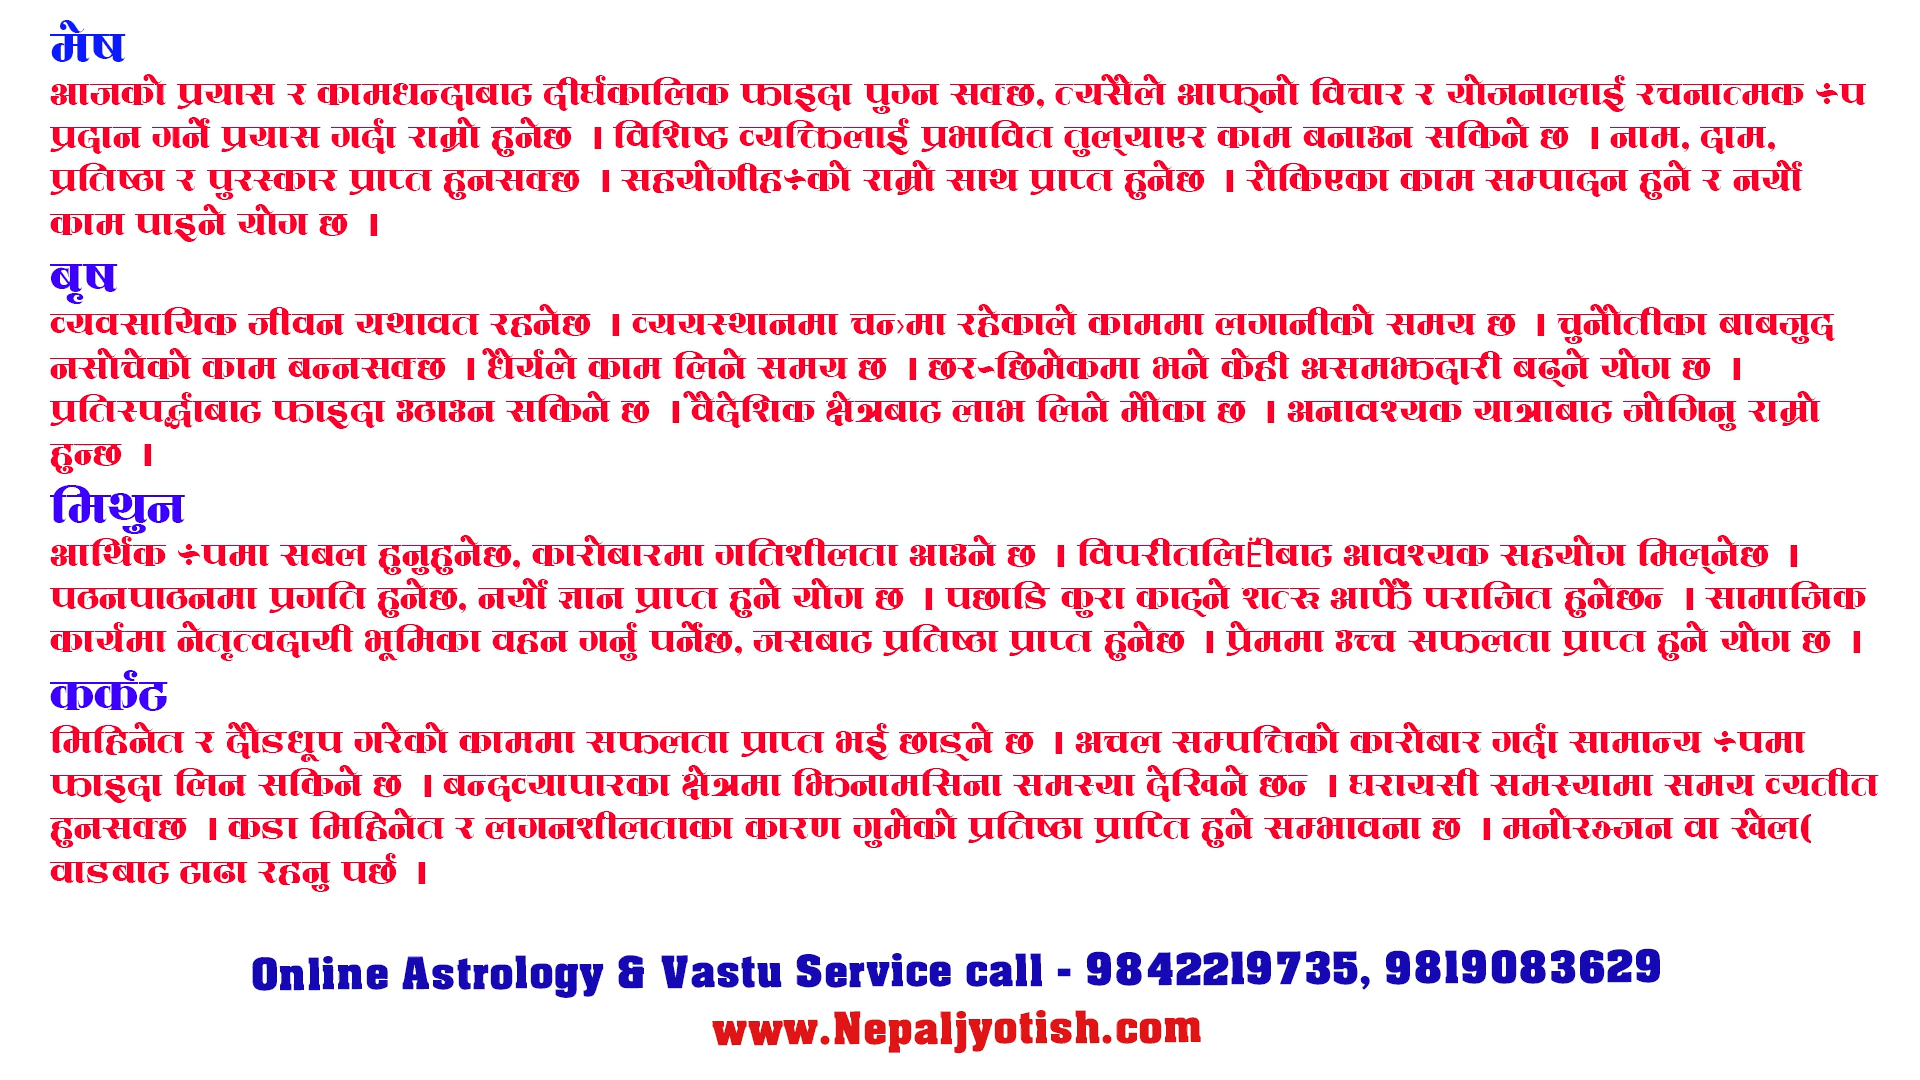 मेष
आजको प्रयास र कामधन्दाबाट दीर्घकालिक फाइदा पुग्न सक्छ, त्यसैले आफ्नो विचार र योजनालाई रचनात्मक ÷प
प्रदान गर्ने प्रयास गर्दा राम्रो हुनेछ । विशिष्ट व्यक्तिलाई प्रभावित तुल्याएर काम बनाउन सकिने छ । नाम, दाम,
प्रतिष्ठा र पुरस्कार प्राप्त हुनसक्छ । सहयोगीह÷को राम्रो साथ प्राप्त हुनेछ । रोकिएका काम सम्पादन हुने र नयाँ
काम पाइने योग छ ।
बृष
व्यवसायिक जीवन यथावत रहनेछ । व्ययस्थानमा चन्›मा रहेकाले काममा लगानीको समय छ । चुनौतीका बाबजुद
नसोचेको काम बन्नसक्छ । धैर्यले काम लिने समय छ । छर-छिमेकमा भने केही असमझदारी बढ्ने योग छ ।
प्रतिस्पर्द्धाबाट फाइदा उठाउन सकिने छ । वैदेशिक क्षेत्रबाट लाभ लिने मौका छ । अनावश्यक यात्राबाट जोगिनु राम्रो
हुन्छ ।
मिथुन
आर्थिक ÷पमा सबल हुनुहुनेछ, कारोबारमा गतिशीलता आउने छ । विपरीतलिËीबाट आवश्यक सहयोग मिल्नेछ ।
पठनपाठनमा प्रगति हुनेछ, नयाँ ज्ञान प्राप्त हुने योग छ । पछाडि कुरा काट्ने शत्रु आफैं पराजित हुनेछन् । सामाजिक
कार्यमा नेतृत्वदायी भूमिका वहन गर्नु पर्नेछ, जसबाट प्रतिष्ठा प्राप्त हुनेछ । प्रेममा उच्च सफलता प्राप्त हुने योग छ ।
कर्कट
मिहिनेत र दौडधूप गरेको काममा सफलता प्राप्त भई छाड्ने छ । अचल सम्पत्तिको कारोबार गर्दा सामान्य ÷पमा
फाइदा लिन सकिने छ । बन्दव्यापारका क्षेत्रमा झिनामसिना समस्या देखिने छन् । घरायसी समस्यामा समय व्यतीत
हुनसक्छ । कडा मिहिनेत र लगनशीलताका कारण गुमेको प्रतिष्ठा प्राप्ति हुने सम्भावना छ । मनोरञ्जन वा खेल(
वाडबाट टाढा रहनु पर्छ ।
Online Astrology & Vastu Service call - 9842219735, 9819083629
www.Nepaljyotish.com